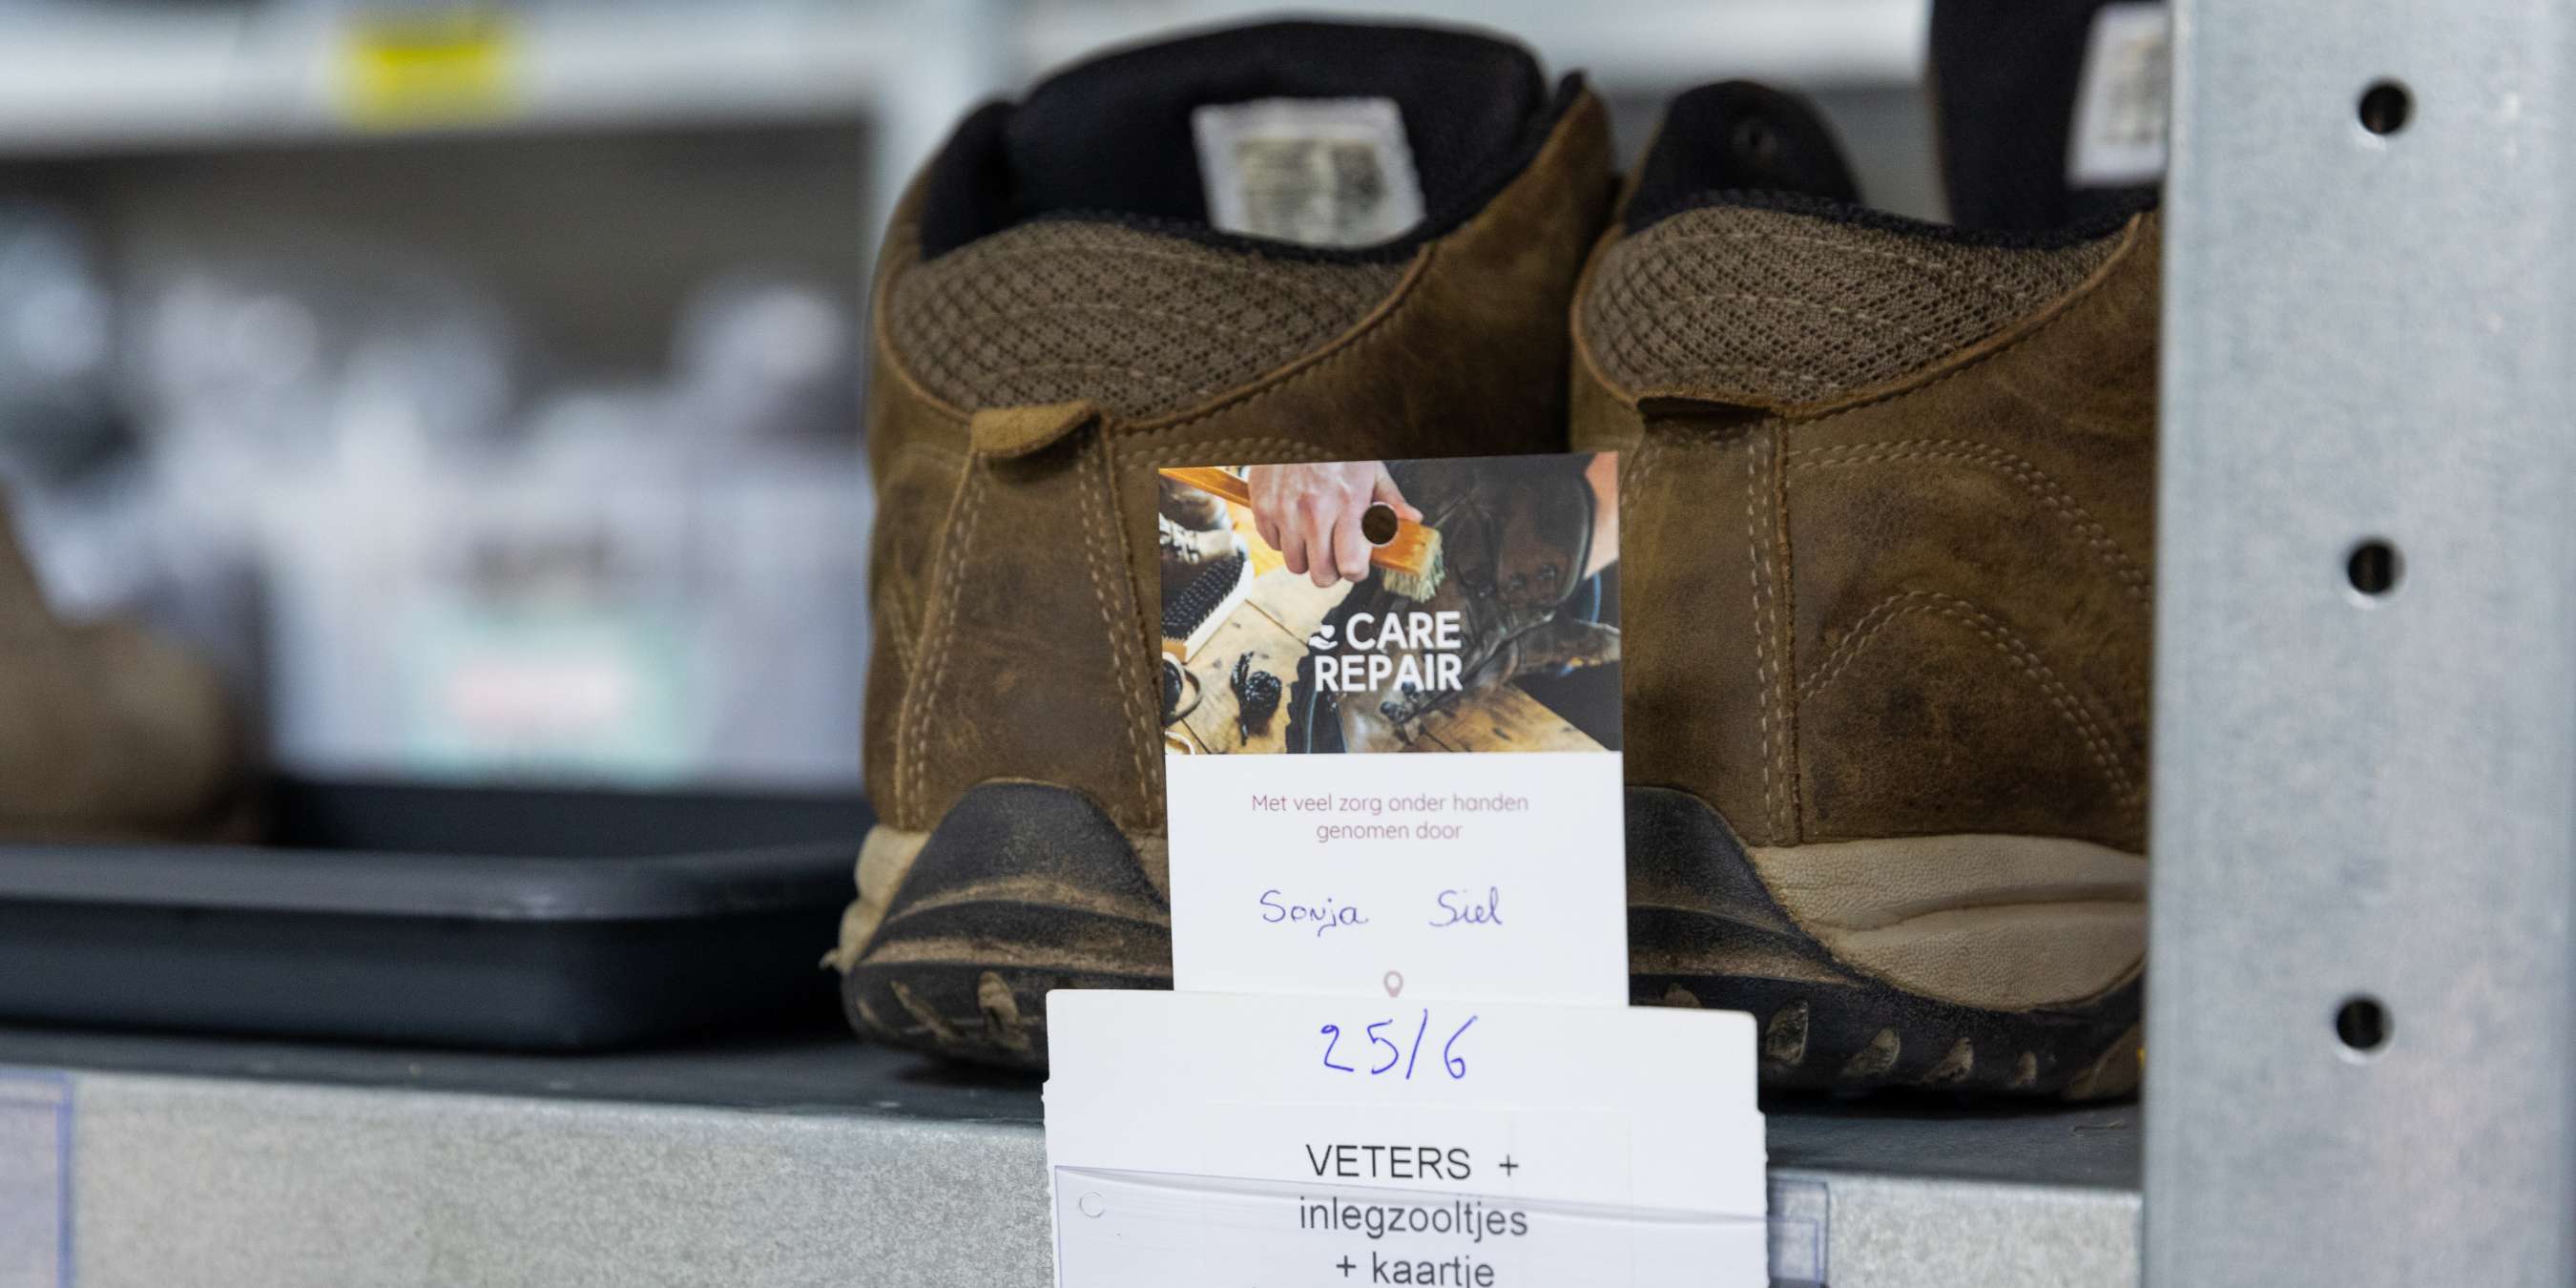 CARE
REPAIR
Met veel zorg onder handen
genomen door
Sonja Siel
25/6
VETERS +
inlegzooltjes
+ kaartje